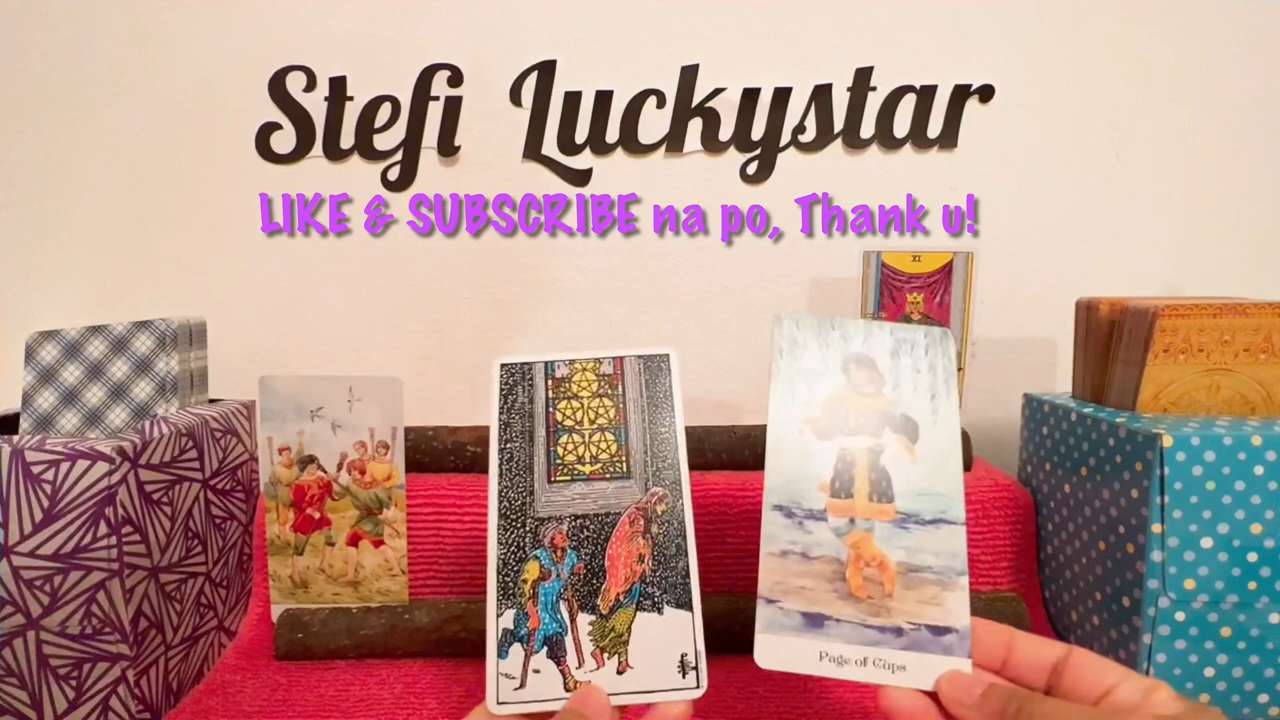 Stefi Luckystar
LIKE & SUBSCRIBE na po, Thank u!
XI
Page of Cups